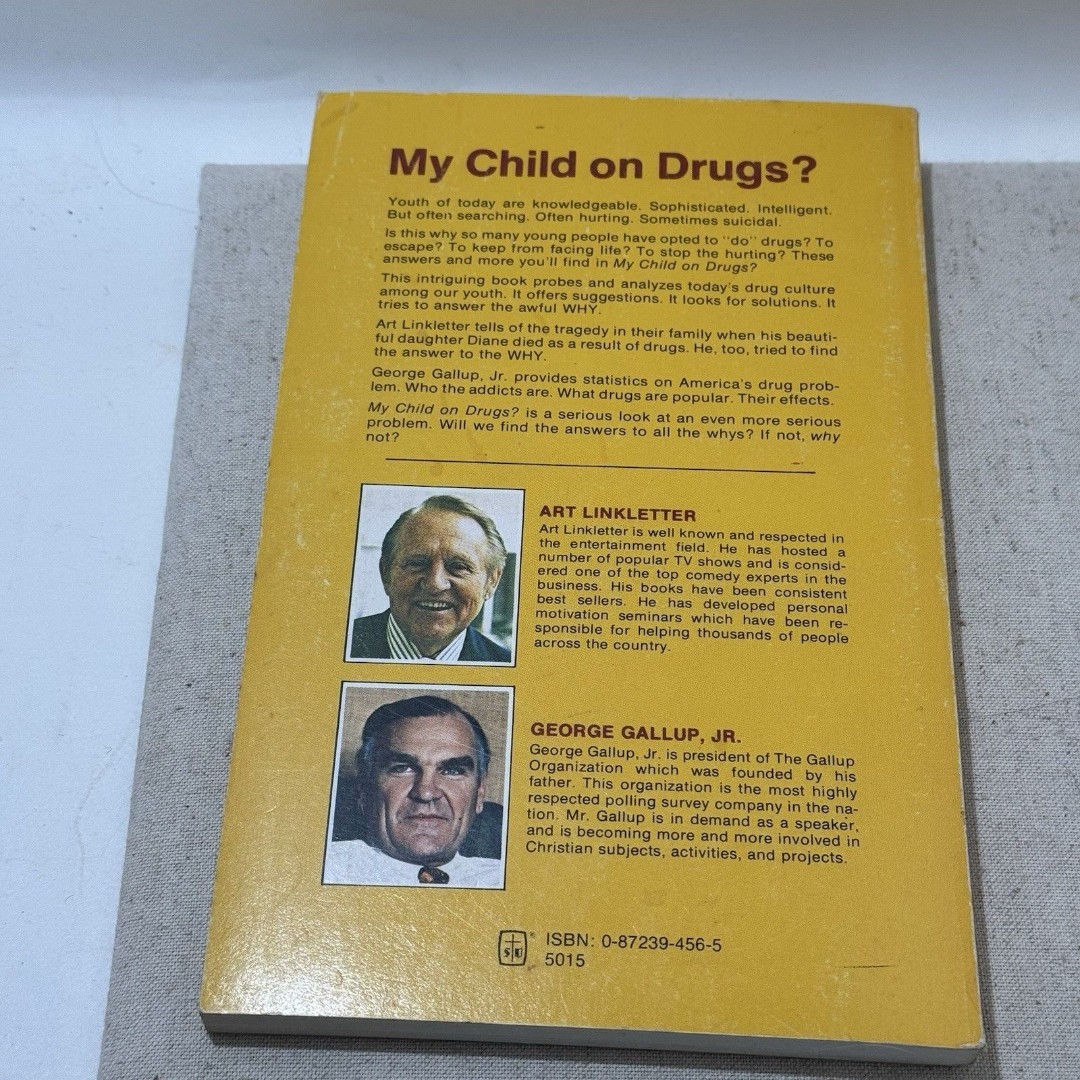 My Child on Drugs?
Youth of today are knowledgeable. Sophisticated. Intelligent.
But often searching. Often hurting. Sometimes suicidal.
Is this why so many young people have opted to "do" drugs? To
escape? To keep from facing life? To stop the hurting? These
answers and more you'll find in My Child on Drugs?
This intriguing book probes and analyzes today's drug culture
among our youth. It offers suggestions. It looks for solutions. It
tries to answer the awful WHY.
Art Linkletter tells of the tragedy in their family when his beauti-
ful daughter Diane died as a result of drugs. He, too, tried to find
the answer to the WHY.
George Gallup, Jr. provides statistics on America's drug prob-
lem. Who the addicts are. What drugs are popular. Their effects.
My Child on Drugs? is a serious look at an even more serious
problem. Will we find the answers to all the whys? If not, why
not?
ART LINKLETTER
Art Linkletter is well known and respected in
the entertainment field. He has hosted a
number of popular TV shows and is consid-
ered one of the top comedy experts in the
business. His books have been consistent
best sellers. He has developed personal
motivation seminars which have been re-
sponsible for helping thousands of people
across the country.
GEORGE GALLUP, JR.
George Gallup, Jr. is president of The Gallup
Organization which was founded by his
father. This organization is the most highly
respected polling survey company in the na-
tion. Mr. Gallup is in demand as a speaker,
and is becoming more and more involved in
Christian subjects, activities, and projects.
ISBN: 0-87239-456-5
5015